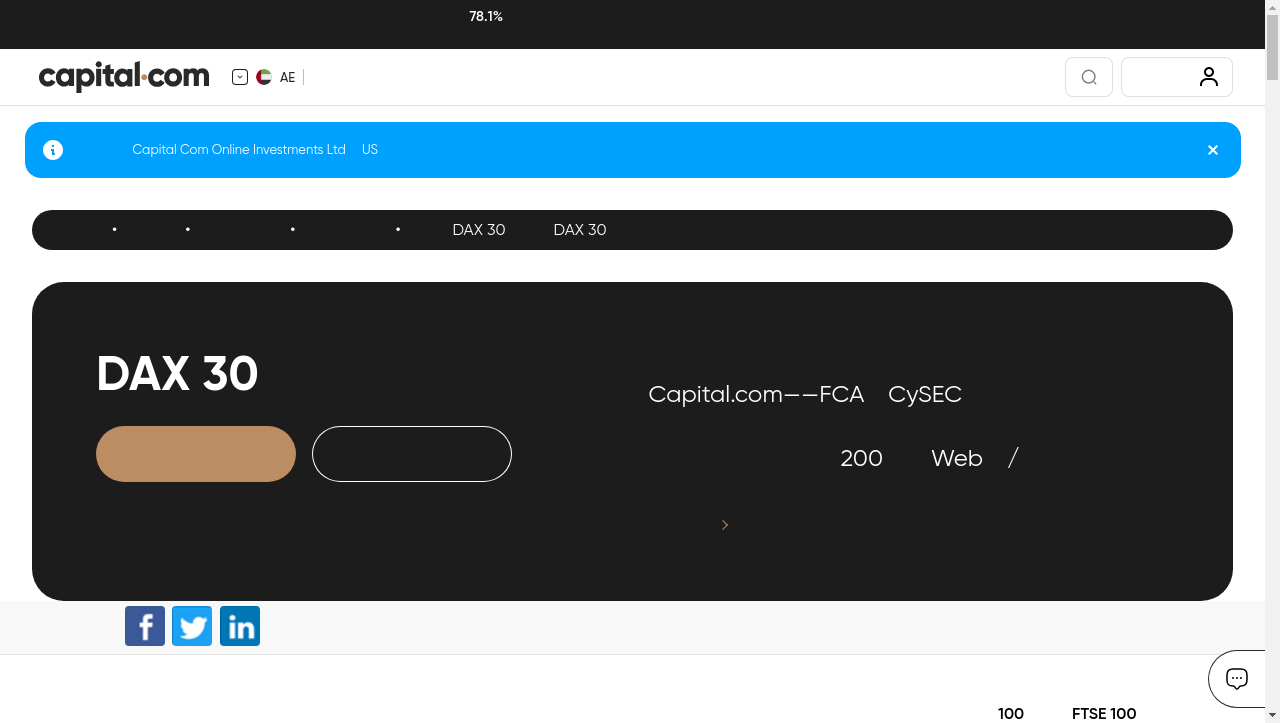 78.1%
capital.com AE
Capital Com Online Investments Ltd US
• • • • DAX 30 DAX 30
DAX 30
Capital.com——FCA CySEC
200 Web /
100 FTSE 100